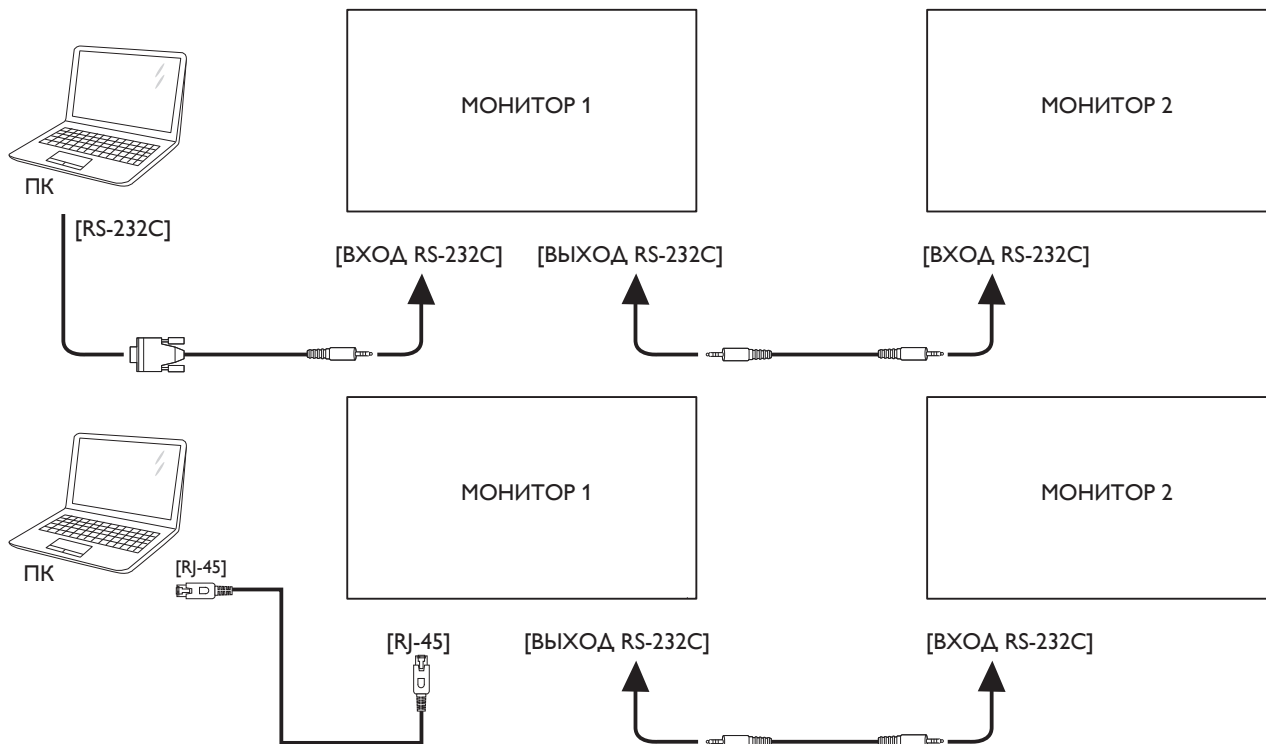 МОНИТОР 1
МОНИТОР 2
ПК
[RS-232C]
[ВХОД RS-232C]
[ВЫХОД RS-232C]
[ВХОД RS-232C]
МОНИТОР 1
МОНИТОР 2
ПК
[RJ-45]
[RJ-45]
[ВЫХОД RS-232C]
[ВХОД RS-232C]